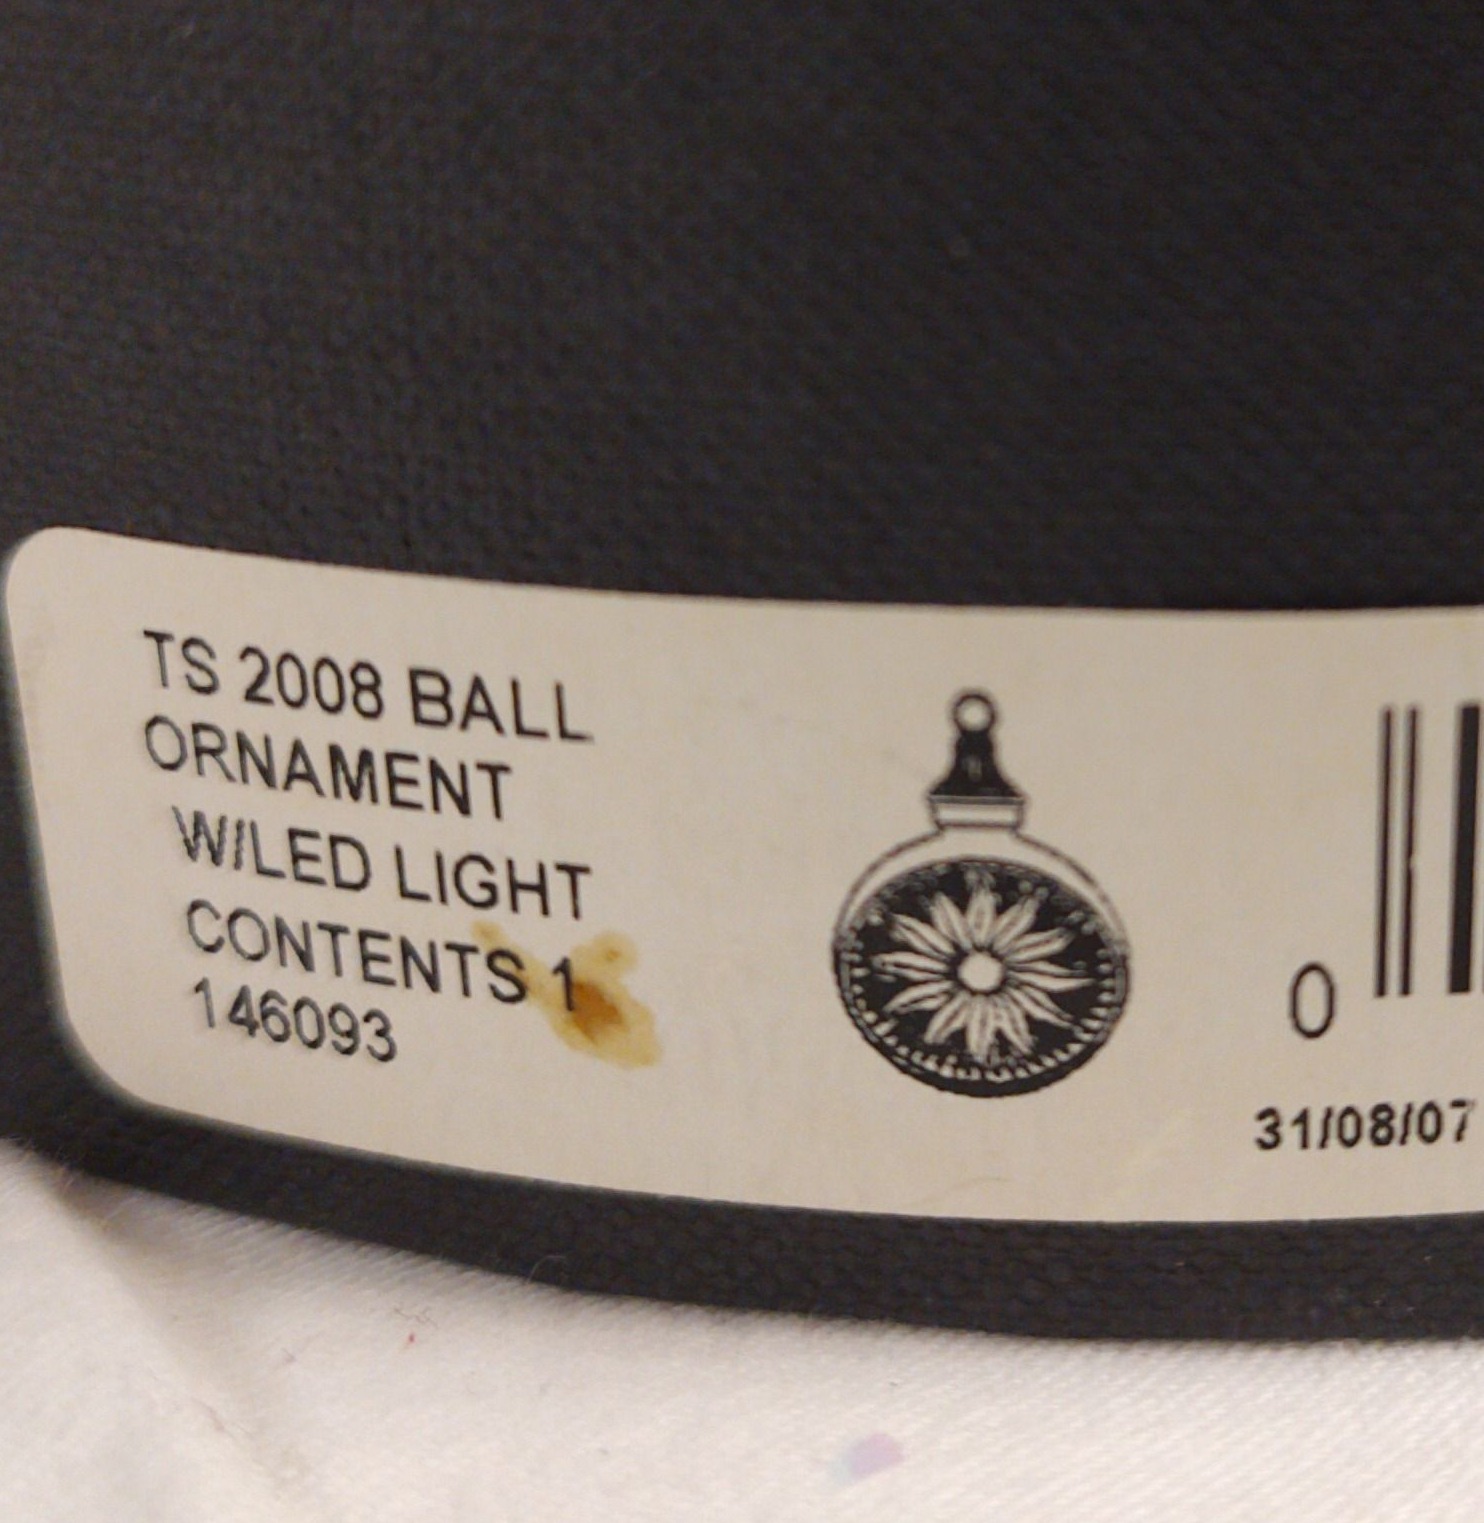 TS 2008 BALL
ORNAMENT
W/LED LIGHT
CONTENTS 1
146093
0
31/08/07